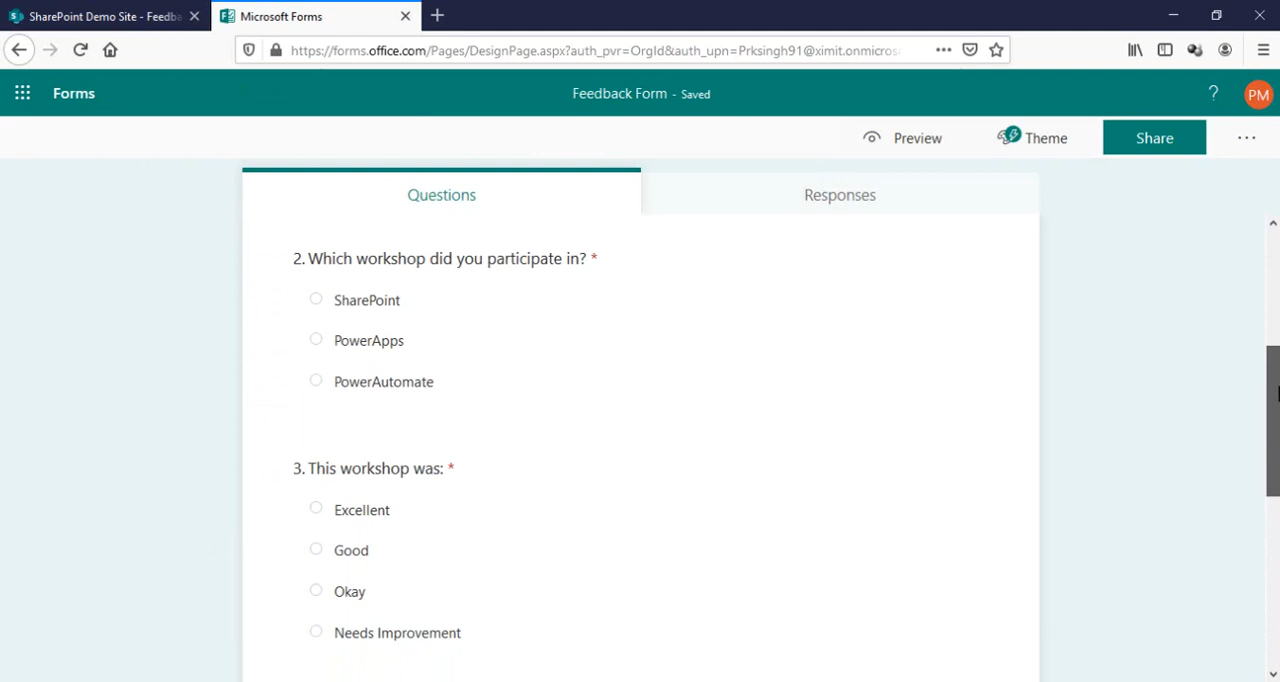 SharePoint Demo Site - Feedba
Microsoft Forms
https://forms.office.com/Pages/DesignPage.aspx?auth_pvr=OrgId&auth_upn=Prksingh91@ximit.onmicros
Forms
Feedback Form - Saved
?
PM
Preview
Theme
Share
Questions
Responses
2. Which workshop did you participate in? *
SharePoint
PowerApps
PowerAutomate
3. This workshop was: *
Excellent
Good
Okay
Needs Improvement